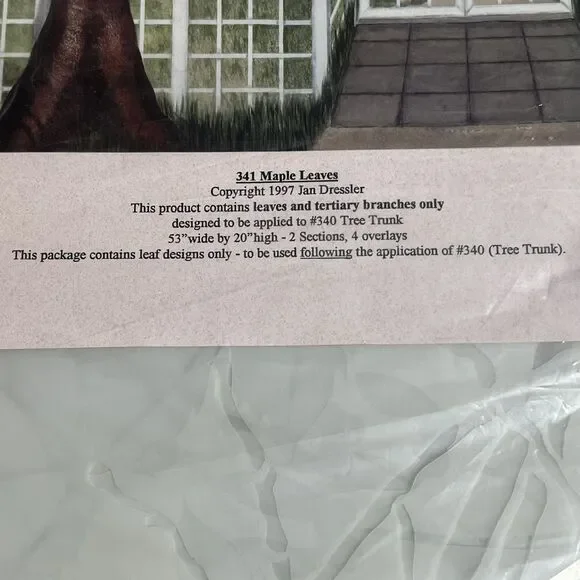 341 Maple Leaves
Copyright 1997 Jan Dressler
This product contains leaves and tertiary branches only
designed to be applied to #340 Tree Trunk
53”wide by 20”high - 2 Sections, 4 overlays
This package contains leaf designs only - to be used following the application of #340 (Tree Trunk).